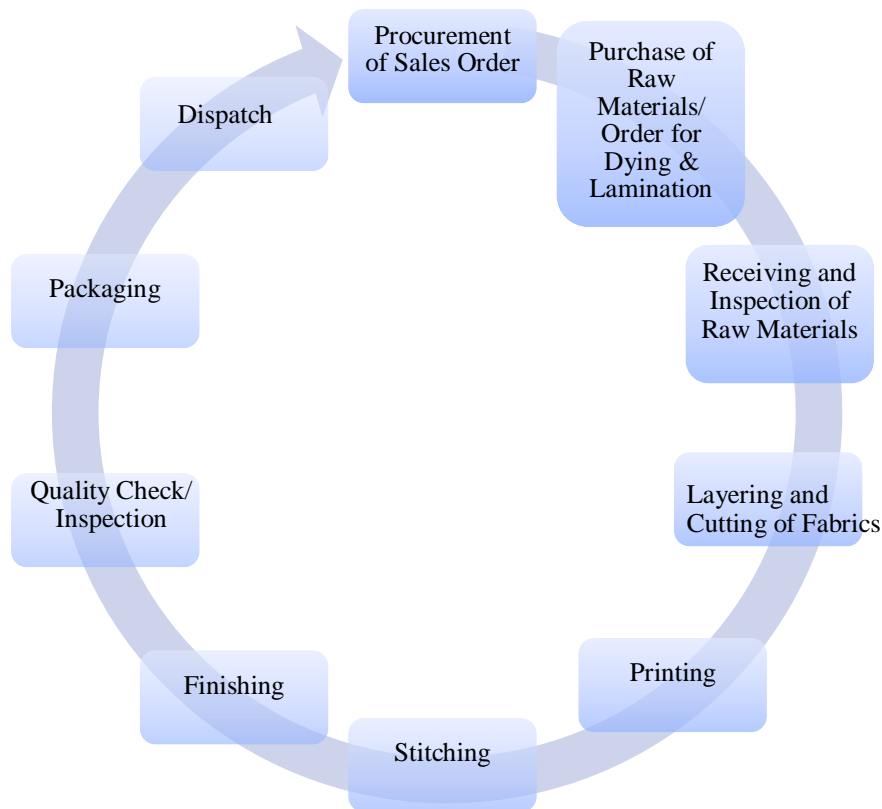 Procurement
of Sales Order
Purchase of
Raw
Materials/
Order for
Dying &
Lamination
Receiving and
Inspection of
Raw Materials
Layering and
Cutting of Fabrics
Printing
Stitching
Finishing
Quality Check/
Inspection
Packaging
Dispatch